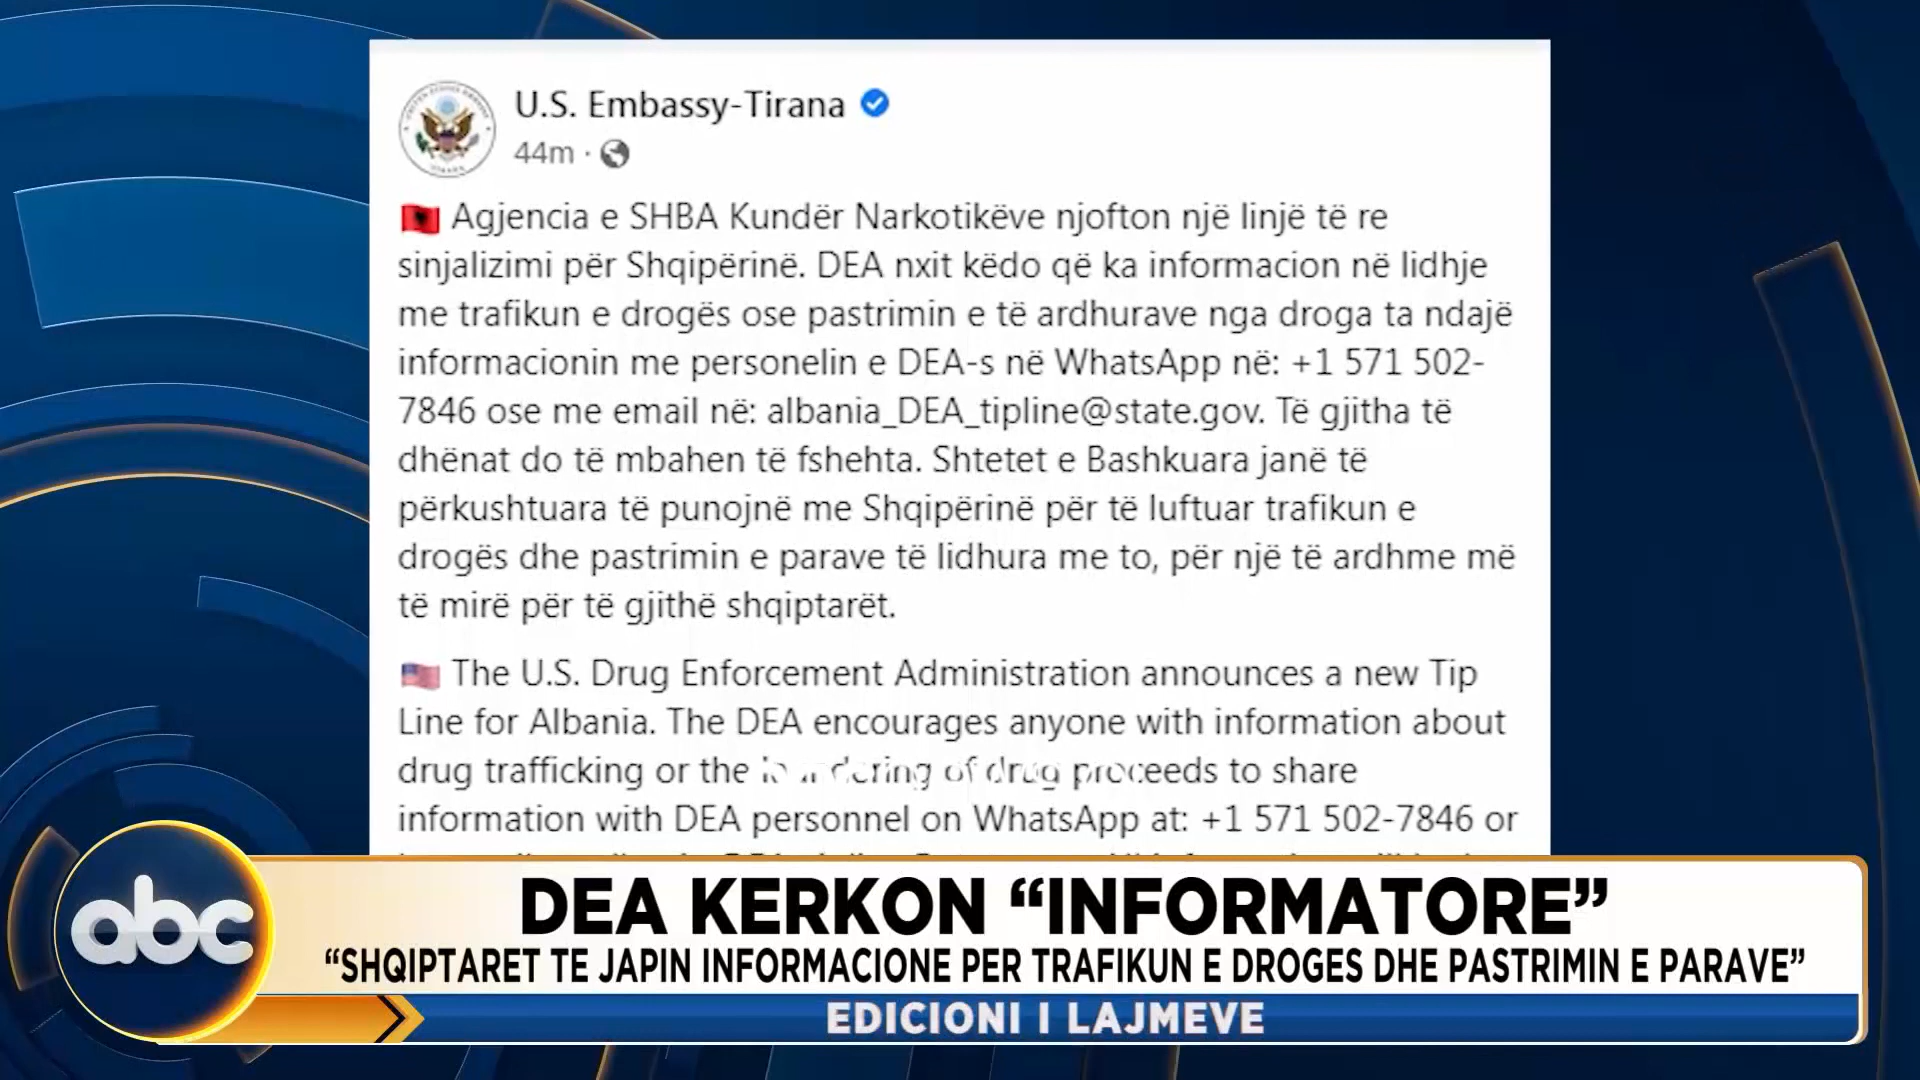 U.S. Embassy-Tirana
44m ·
Agjencia e SHBA Kundër Narkotikëve njofton një linjë të re
sinjalizimi për Shqipërinë. DEA nxit këdo që ka informacion në lidhje
me trafikun e drogës ose pastrimin e të ardhurave nga droga ta ndajë
informacionin me personelin e DEA-s në WhatsApp në: +1 571 502-
7846 ose me email në: albania_DEA_tipline@state.gov. Të gjitha të
dhënat do të mbahen të fshehta. Shtetet e Bashkuara janë të
përkushtuara të punojnë me Shqipërinë për të luftuar trafikun e
drogës dhe pastrimin e parave të lidhura me to, për një të ardhme më
të mirë për të gjithë shqiptarët.
The U.S. Drug Enforcement Administration announces a new Tip
Line for Albania. The DEA encourages anyone with information about
drug trafficking or the laundering of drug proceeds to share
information with DEA personnel on WhatsApp at: +1 571 502-7846 or
abc
DEA KERKON “INFORMATORE”
“SHQIPTARET TE JAPIN INFORMACIONE PER TRAFIKUN E DROGES DHE PASTRIMIN E PARAVE”
EDICIONI I LAJMEVE